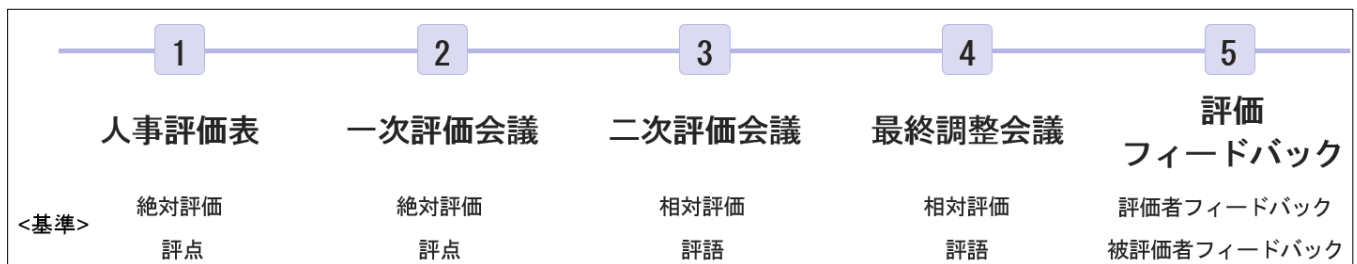 1 2 3 4 5
人事評価表 一次評価会議 二次評価会議 最終調整会議 評価
フィードバック
<基準> 絶対評価 絶対評価 相対評価 相対評価 評価者フィードバック
評点 評点 評語 評語 被評価者フィードバック